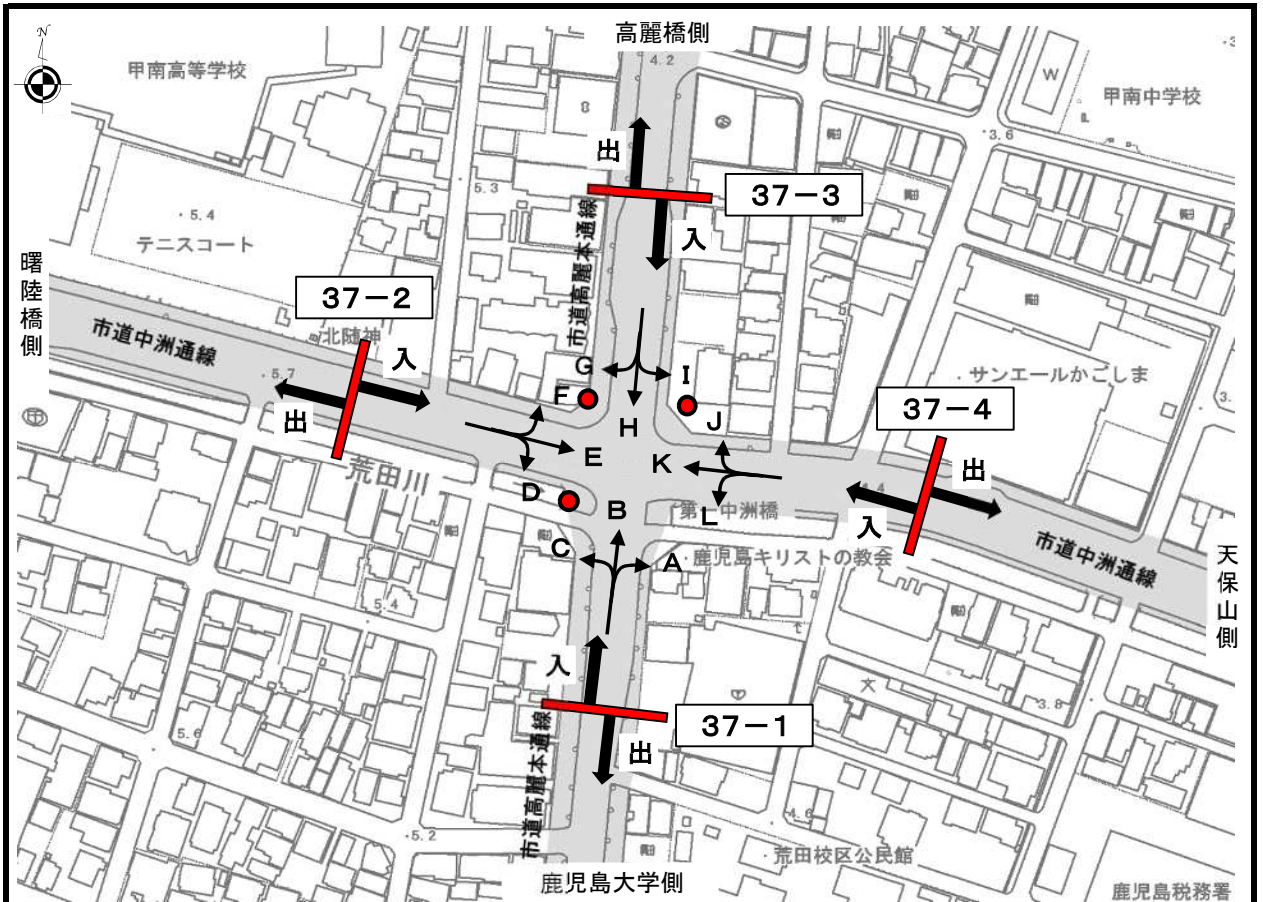 高麗橋側
N
4.2
甲南高等学校
W
甲南中学校
3.6
出
37-3
5.3
入
5.4
テニスコート
市道高麗本通線
曙陸橋側
37-2
北随神
市道中洲通線
入
5.7
G
I
F
サンエールかごしま
37-4
出
J
H
出
E
K
荒田川
D
B
4.4
第一中洲橋
L
入
市道中洲通線
C
A
鹿児島キリストの教会
天保山側
5.4
入
文
3.8
37-1
5.6
出
市道高麗本通線
4.6
5.2
荒田校区公民館
鹿児島大学側
鹿児島税務署